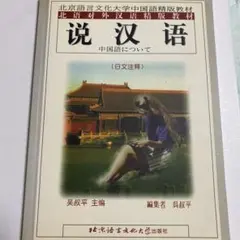 北京語言文化大学中国語精版教材
北语对外汉语精版教材
说汉语
中国語について
(日文注释)
吴叔平 主编
編集者 吳叔平
北京语言文化大学出版社